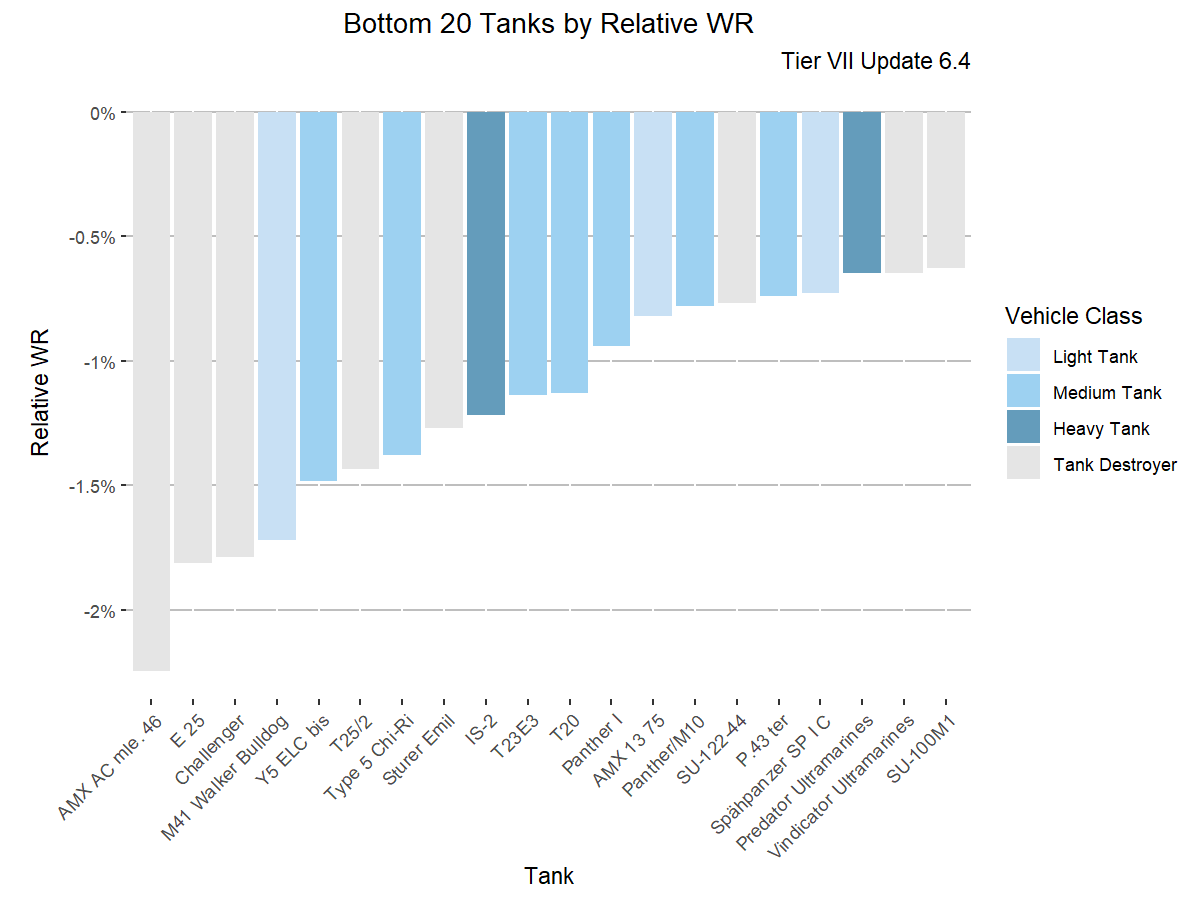 Bottom 20 Tanks by Relative WR
Tier VII Update 6.4
0%
-0.5%
-1%
-1.5%
-2%
Relative WR
AMX AC mle. 46
E 25
Challenger
M41 Walker Bulldog
Y5 ELC bis
T25/2
Type 5 Chi-Ri
Sturer Emil
IS-2
T23E3
T20
Panther I
AMX 13 75
Panther/M10
SU-122-44
P.43 ter
Spähpanzer SP I C
Predator Ultramarines
Vindicator Ultramarines
SU-100M1
Tank
Vehicle Class
Light Tank
Medium Tank
Heavy Tank
Tank Destroyer